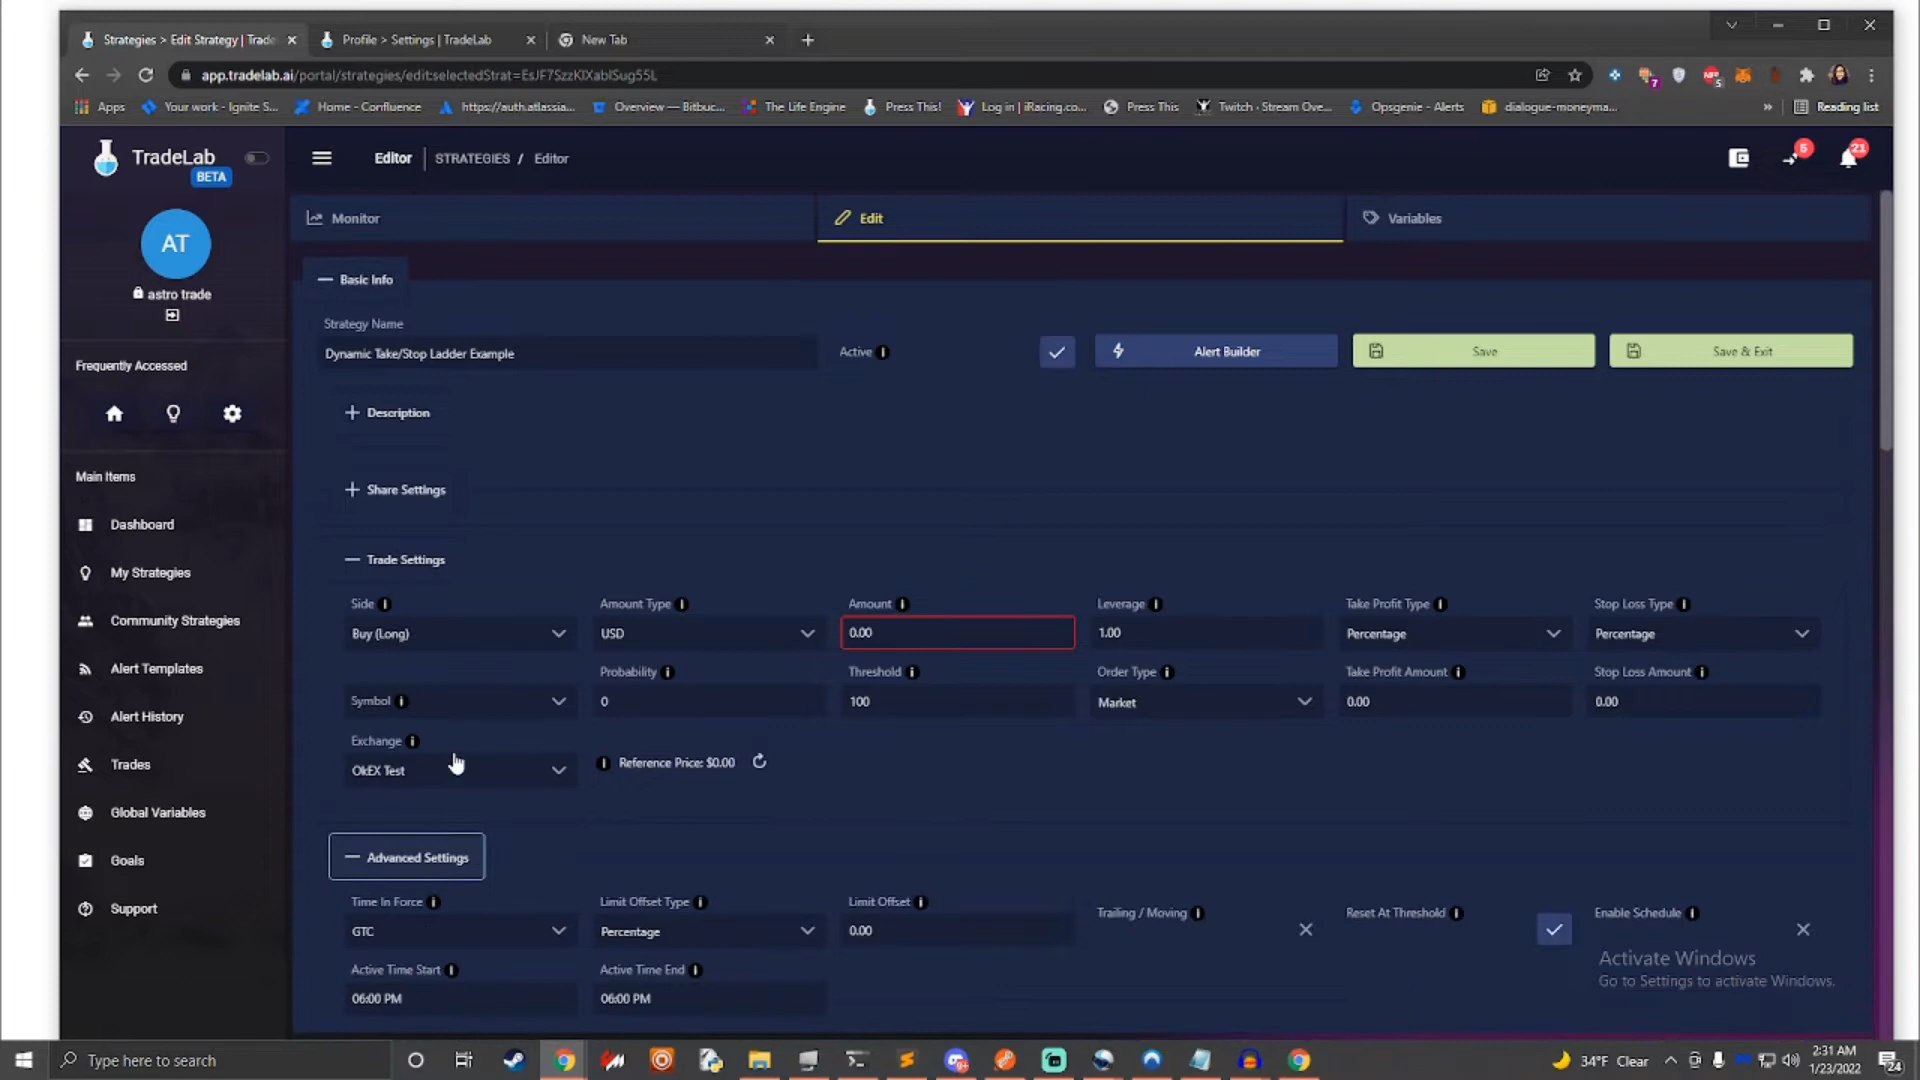 Strategies > Edit Strategy | Trade
Profile > Settings | TradeLab
New Tab
app.tradelab.ai/portal/strategies/edit:selectedStrat=EsJF7SzzKIXablSug55L
Apps
Your work - Ignite S...
Home - Confluence
https://auth.atlassia...
Overview — Bitbuc...
The Life Engine
Press This!
Log in | iRacing.co...
Press This
Twitch · Stream Ove...
Opsgenie - Alerts
dialogue-moneyma...
»
Reading list
TradeLab
BETA
Editor
STRATEGIES / Editor
5
21
Monitor
Edit
Variables
AT
astro trade
Frequently Accessed
Main Items
Dashboard
My Strategies
Community Strategies
Alert Templates
Alert History
Trades
Global Variables
Goals
Support
Basic Info
Strategy Name
Dynamic Take/Stop Ladder Example
Active
Alert Builder
Save
Save & Exit
Description
Share Settings
Trade Settings
Side
Amount Type
Amount
Leverage
Take Profit Type
Stop Loss Type
Buy (Long)
USD
0.00
1.00
Percentage
Percentage
Probability
Threshold
Order Type
Take Profit Amount
Stop Loss Amount
Symbol
0
100
Market
0.00
0.00
Exchange
OkEX Test
Reference Price: $0.00
Advanced Settings
Time In Force
Limit Offset Type
Limit Offset
Trailing / Moving
Reset At Threshold
Enable Schedule
GTC
Percentage
0.00
Active Time Start
Active Time End
06:00 PM
06:00 PM
Activate Windows
Go to Settings to activate Windows.
Type here to search
34°F Clear
2:31 AM
1/23/2022
24